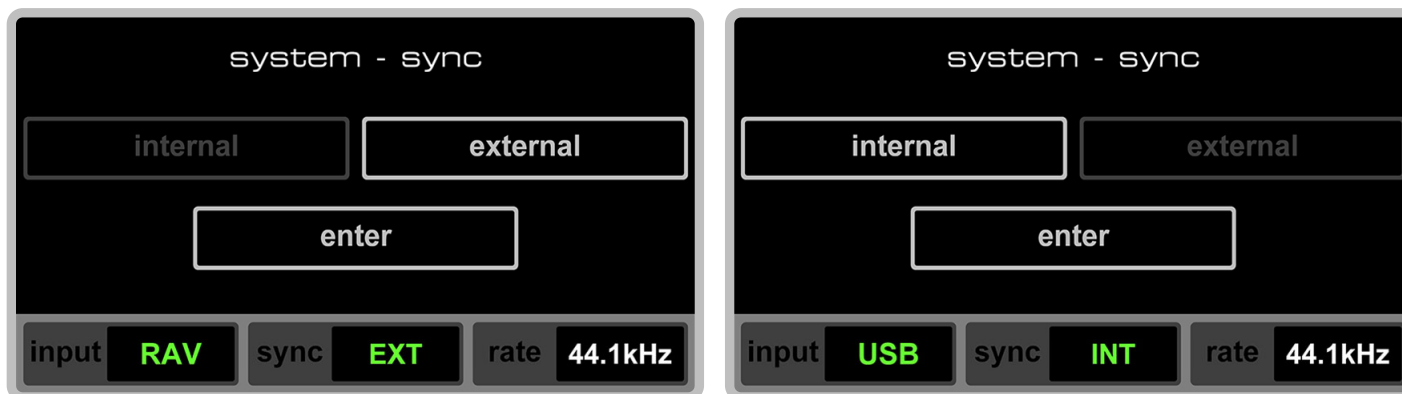 system - sync
internal external
enter
input RAV sync EXT rate 44.1kHz
system - sync
internal external
enter
input USB sync INT rate 44.1kHz